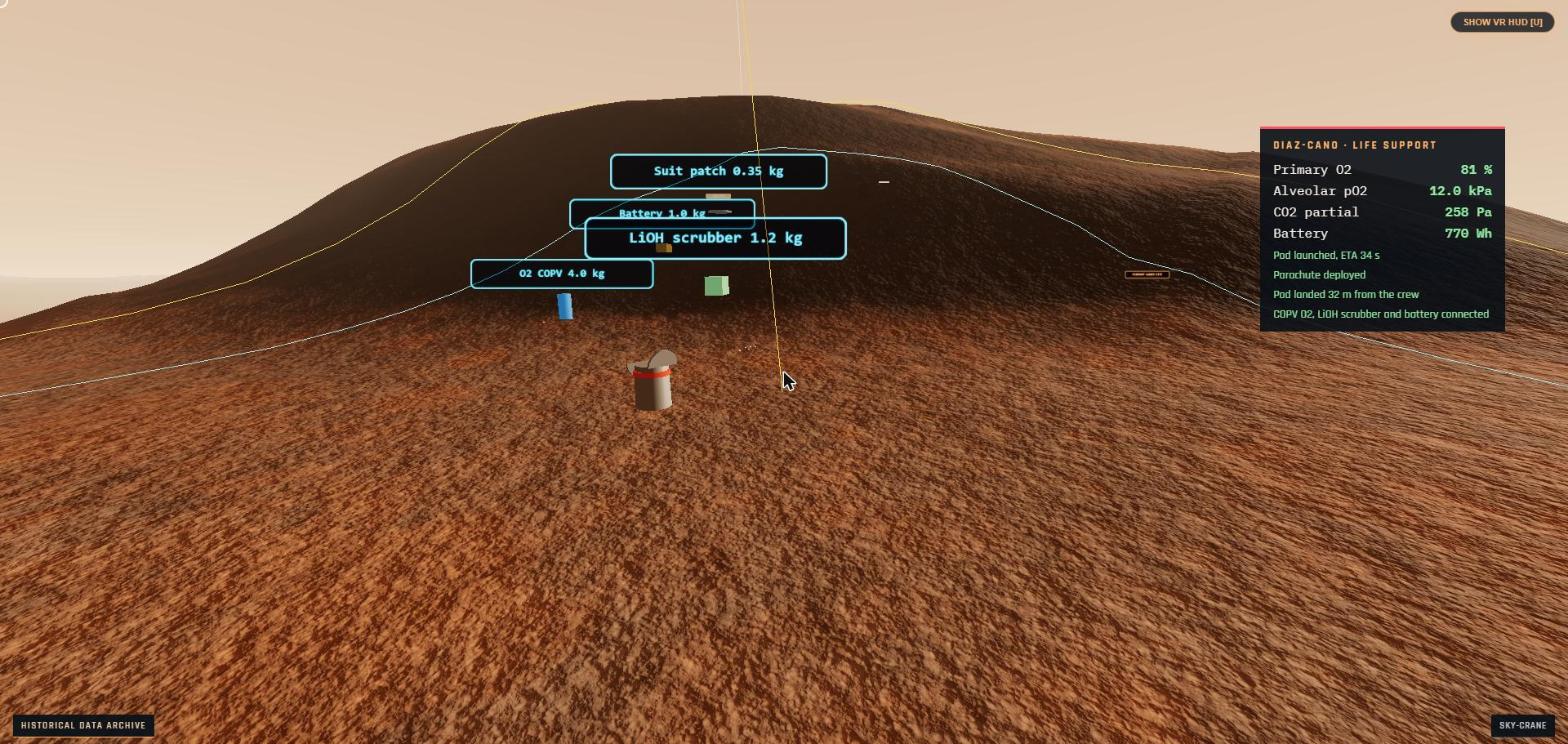 SHOW VR HUD [U]
DIAZ-CANO · LIFE SUPPORT
Primary O2 81 %
Alveolar pO2 12.0 kPa
CO2 partial 258 Pa
Battery 770 Wh
Pod launched, ETA 34 s
Parachute deployed
Pod landed 32 m from the crew
COPV O2, LiOH scrubber and battery connected
Suit patch 0.35 kg
Battery 1.0 kg
LiOH scrubber 1.2 kg
O2 COPV 4.0 kg
HISTORICAL DATA ARCHIVE
SKY-CRANE